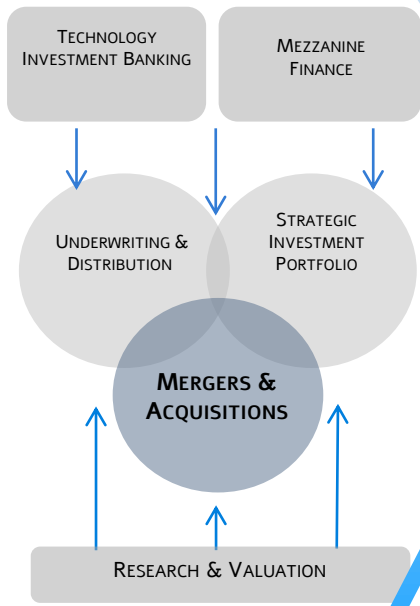 TECHNOLOGY
INVESTMENT BANKING
MEZZANINE
FINANCE
UNDERWRITING &
DISTRIBUTION
STRATEGIC
INVESTMENT
PORTFOLIO
MERGERS &
ACQUISITIONS
RESEARCH & VALUATION